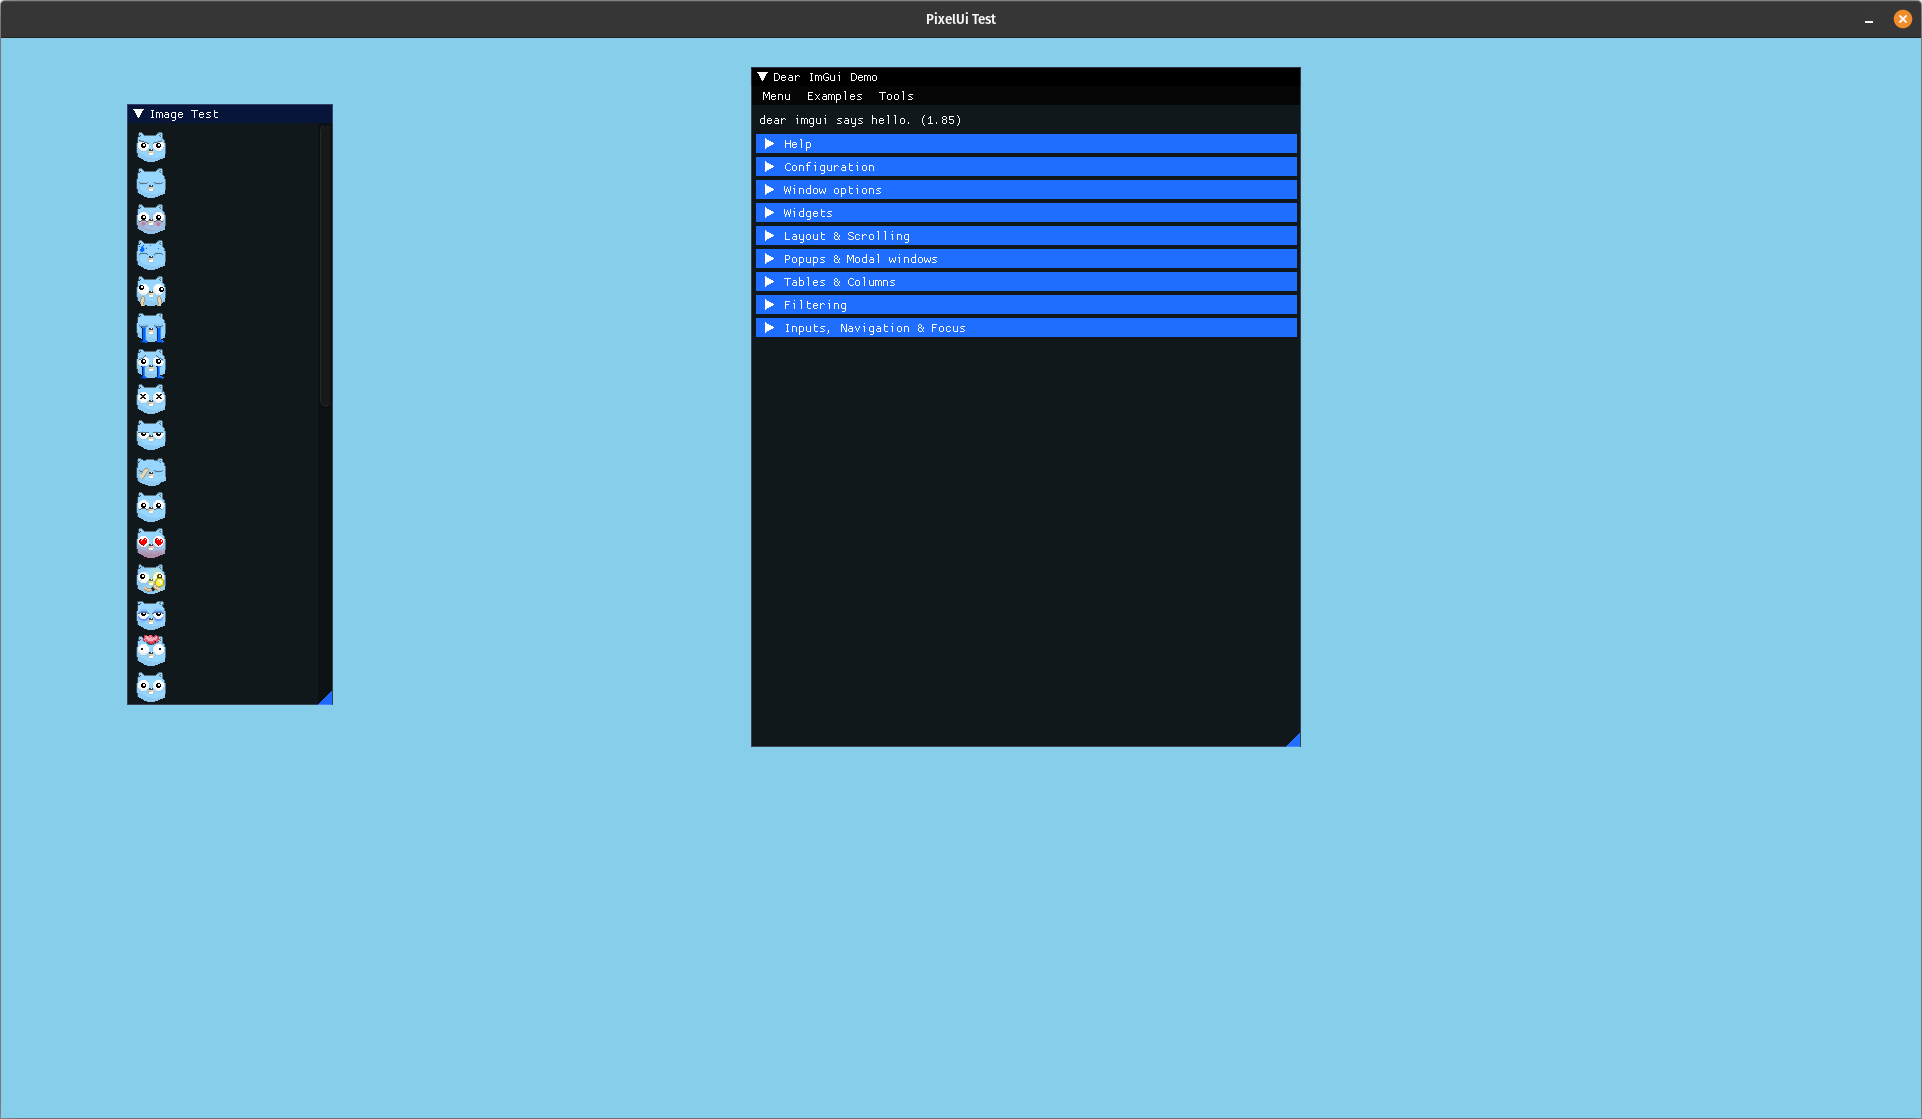 PixelUi Test
Image Test
Dear ImGui Demo
Menu Examples Tools
dear imgui says hello. (1.85)
Help
Configuration
Window options
Widgets
Layout & Scrolling
Popups & Modal windows
Tables & Columns
Filtering
Inputs, Navigation & Focus